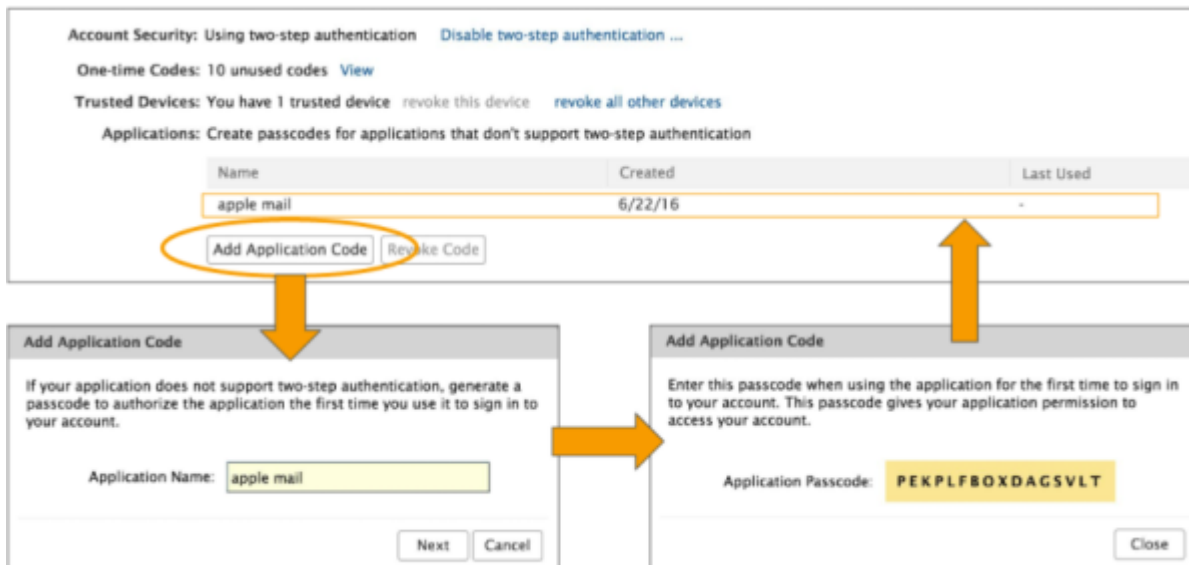 Account Security: Using two-step authentication Disable two-step authentication ...
One-time Codes: 10 unused codes View
Trusted Devices: You have 1 trusted device revoke this device revoke all other devices
Applications: Create passcodes for applications that don't support two-step authentication
Name Created Last Used
apple mail 6/22/16 -
Add Application Code Revoke Code
Add Application Code
If your application does not support two-step authentication, generate a
passcode to authorize the application the first time you use it to sign in to
your account.
Application Name: apple mail
Next Cancel
Add Application Code
Enter this passcode when using the application for the first time to sign in
to your account. This passcode gives your application permission to
access your account.
Application Passcode: PEKPLFBOXDAGSVLT
Close